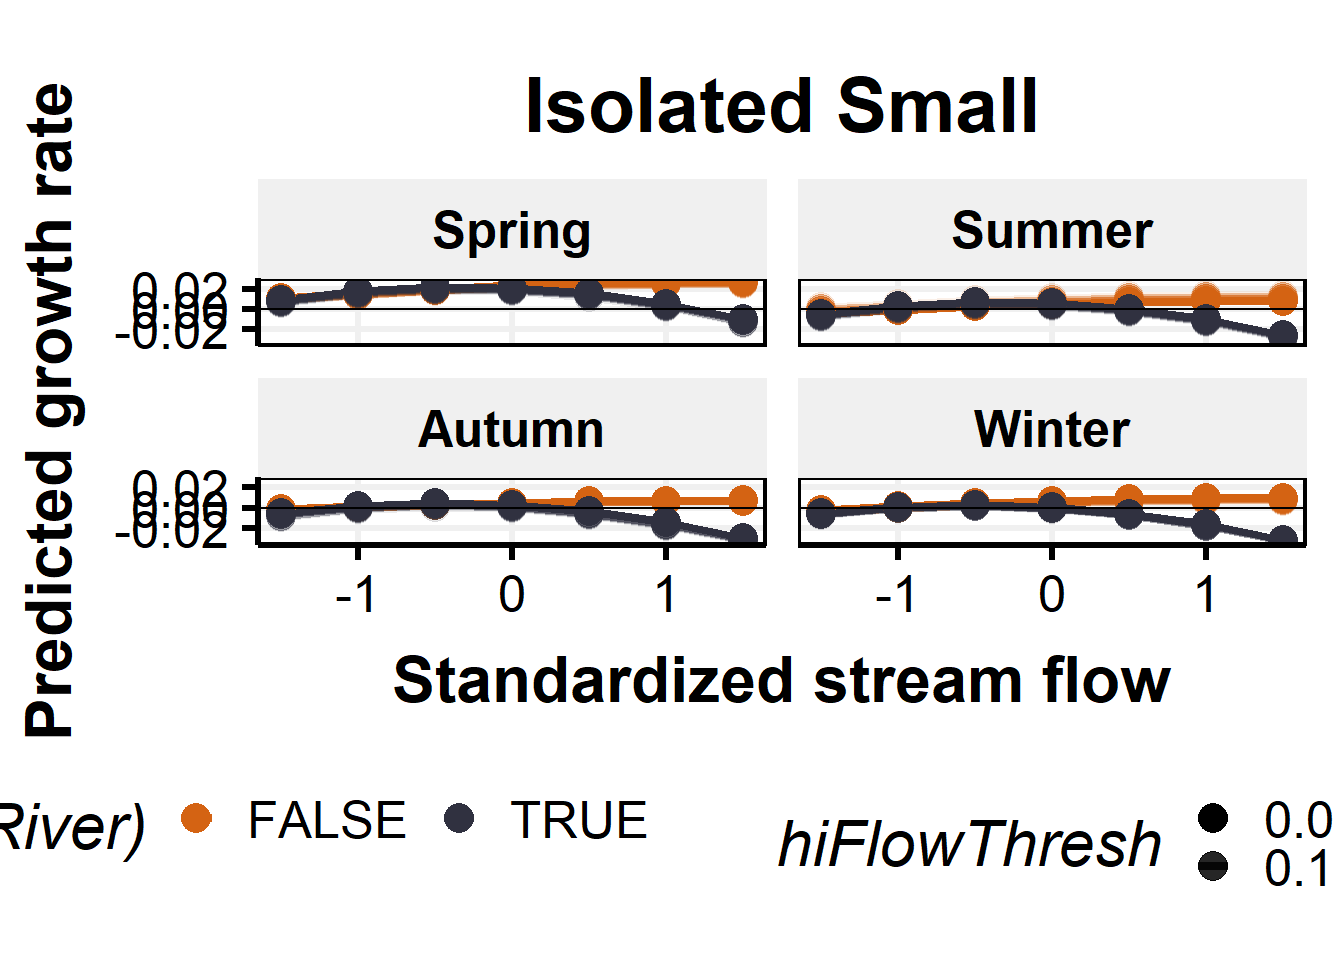 Isolated Small
Predicted growth rate
Spring
Summer
0.02
0.00
-0.02
Autumn
Winter
0.02
0.00
-0.02
-1
0
1
-1
0
1
Standardized stream flow
River)
FALSE
TRUE
hiFlowThresh
0.0
0.1